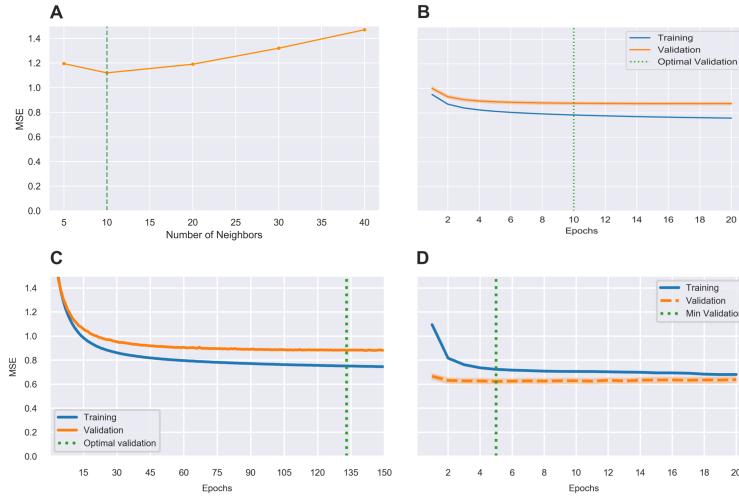 A
MSE
1.4
1.2
1.0
0.8
0.6
0.4
0.2
0.0
5 10 15 20 25 30 35 40
Number of Neighbors
B
Training
Validation
Optimal Validation
2 4 6 8 10 12 14 16 18 20
Epochs
C
MSE
1.4
1.2
1.0
0.8
0.6
0.4
0.2
0.0
Training
Validation
Optimal validation
15 30 45 60 75 90 105 120 135 150
Epochs
D
Training
Validation
Min Validation
2 4 6 8 10 12 14 16 18 20
Epochs